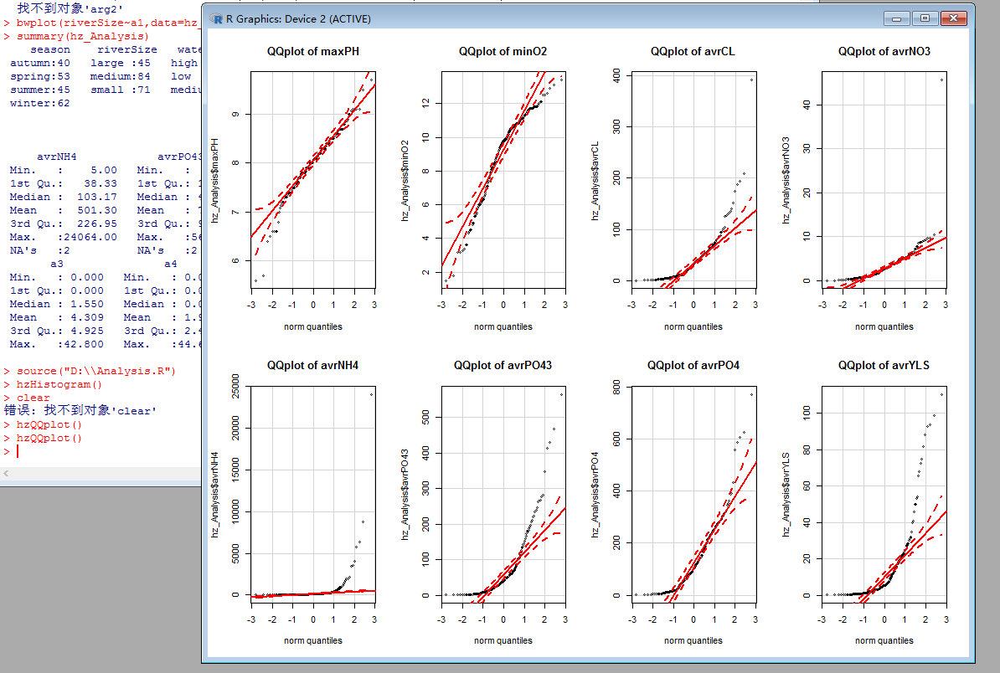 找不到对象'arg2'
> bwplot(riverSize~a1,data=hz_
> summary(hz_Analysis)
season riverSize wate
autumn:40 large :45 high
spring:53 medium:84 low
summer:45 small :71 mediu
winter:62
avrNH4 avrPO43
Min. : 5.00 Min. :
1st Qu.: 38.33 1st Qu.: 1
Median : 103.17 Median : 4
Mean : 501.30 Mean : 7
3rd Qu.: 226.95 3rd Qu.: 9
Max. :24064.00 Max. :56
NA's :2 NA's :2
a3 a4
Min. : 0.000 Min. : 0.0
1st Qu.: 0.000 1st Qu.: 0.0
Median : 1.550 Median : 0.0
Mean : 4.309 Mean : 1.9
3rd Qu.: 4.925 3rd Qu.: 2.4
Max. :42.800 Max. :44.6
> source("D:\\Analysis.R")
> hzHistogram()
> clear
错误: 找不到对象'clear'
> hzQQplot()
> hzQQplot()
>
R Graphics: Device 2 (ACTIVE)
QQplot of maxPH
hz_Analysis$maxPH
6 7 8 9
-3 -2 -1 0 1 2 3
norm quantiles
QQplot of minO2
hz_Analysis$minO2
2 4 6 8 10 12
-3 -2 -1 0 1 2 3
norm quantiles
QQplot of avrCL
hz_Analysis$avrCL
0 100 200 300 400
-3 -2 -1 0 1 2 3
norm quantiles
QQplot of avrNO3
hz_Analysis$avrNO3
0 10 20 30 40
-3 -2 -1 0 1 2 3
norm quantiles
QQplot of avrNH4
hz_Analysis$avrNH4
0 5000 10000 15000 20000 25000
-3 -2 -1 0 1 2 3
norm quantiles
QQplot of avrPO43
hz_Analysis$avrPO43
0 100 200 300 400 500
-3 -2 -1 0 1 2 3
norm quantiles
QQplot of avrPO4
hz_Analysis$avrPO4
0 200 400 600 800
-3 -2 -1 0 1 2 3
norm quantiles
QQplot of avrYLS
hz_Analysis$avrYLS
0 20 40 60 80 100
-3 -2 -1 0 1 2 3
norm quantiles